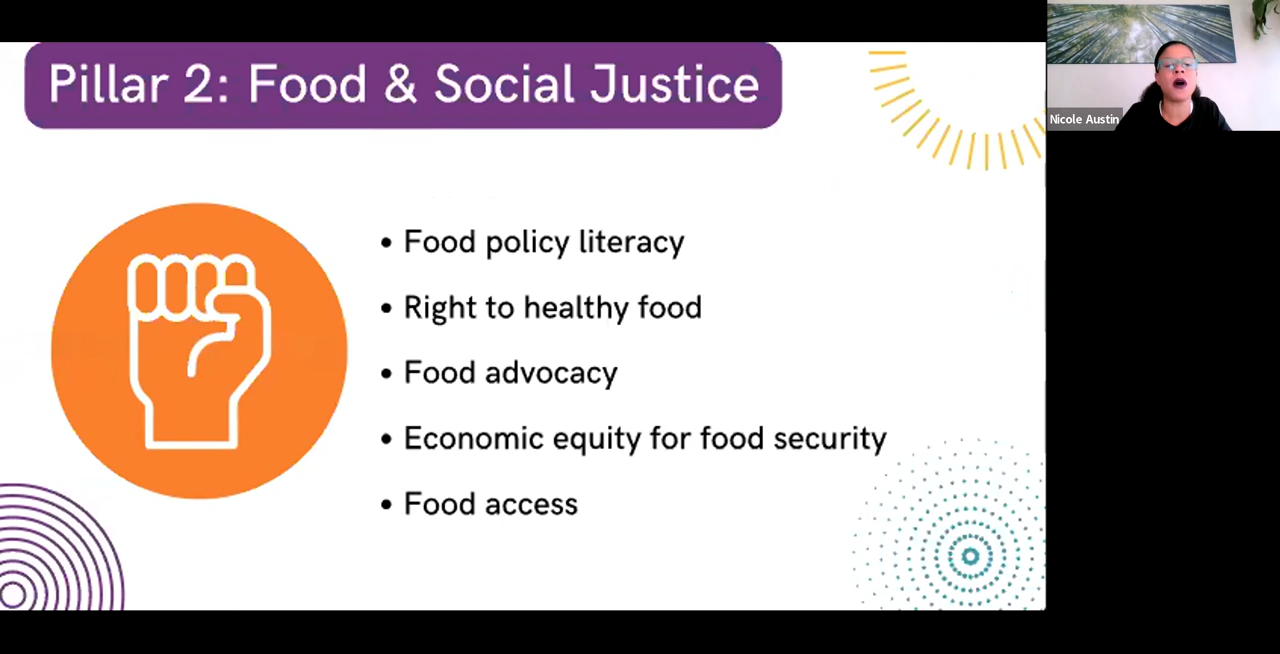 Pillar 2: Food & Social Justice
Nicole Austin
• Food policy literacy
• Right to healthy food
• Food advocacy
• Economic equity for food security
• Food access